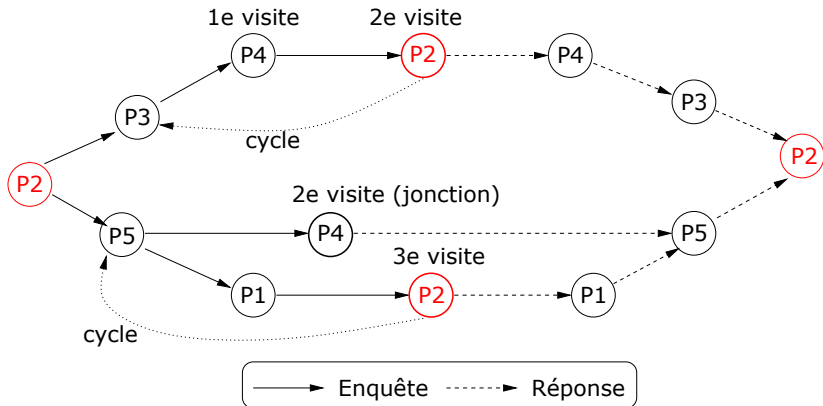 1e visite
2e visite
P4
P2
P4
P3
P3
cycle
P2
P2
2e visite (jonction)
P5
P4
P5
3e visite
P1
P2
P1
cycle
Enquête
Réponse